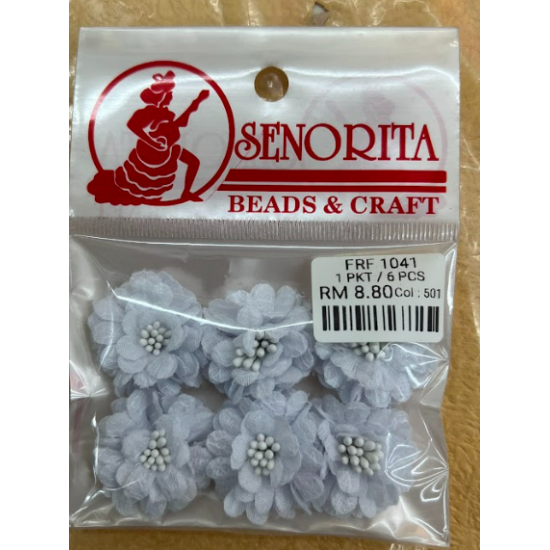 SENORITA
BEADS & CRAFT
FRF 1041
1 PKT / 6 PCS
RM 8.80 Col : 501